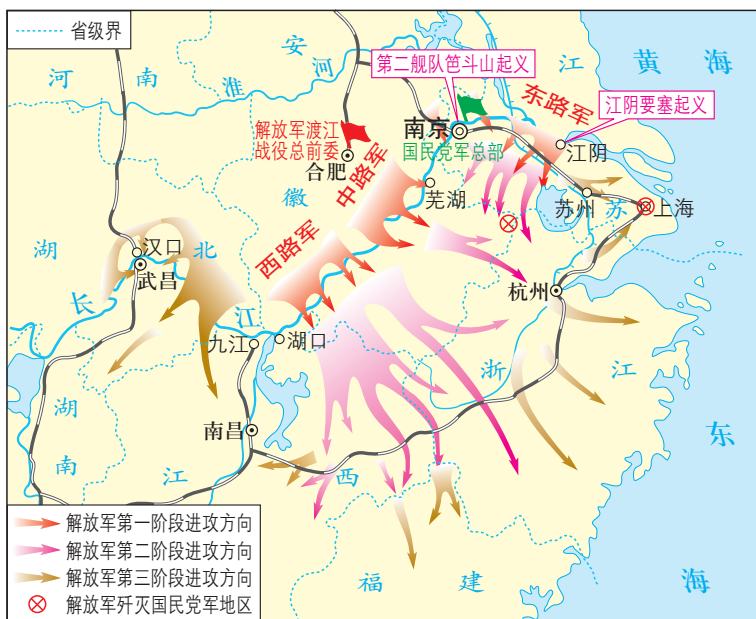 省级界
河南
淮河
安徽
江苏
黄海
第二舰队笆斗山起义
东路军
江阴要塞起义
南京
国民党军总部
江阴
解放军渡江
战役总前委
合肥
中路军
芜湖
苏州
上海
西路军
湖北
汉口
武昌
长江
九江
湖口
杭州
浙江
湖南
南昌
江西
东海
福建
解放军第一阶段进攻方向
解放军第二阶段进攻方向
解放军第三阶段进攻方向
解放军歼灭国民党军地区